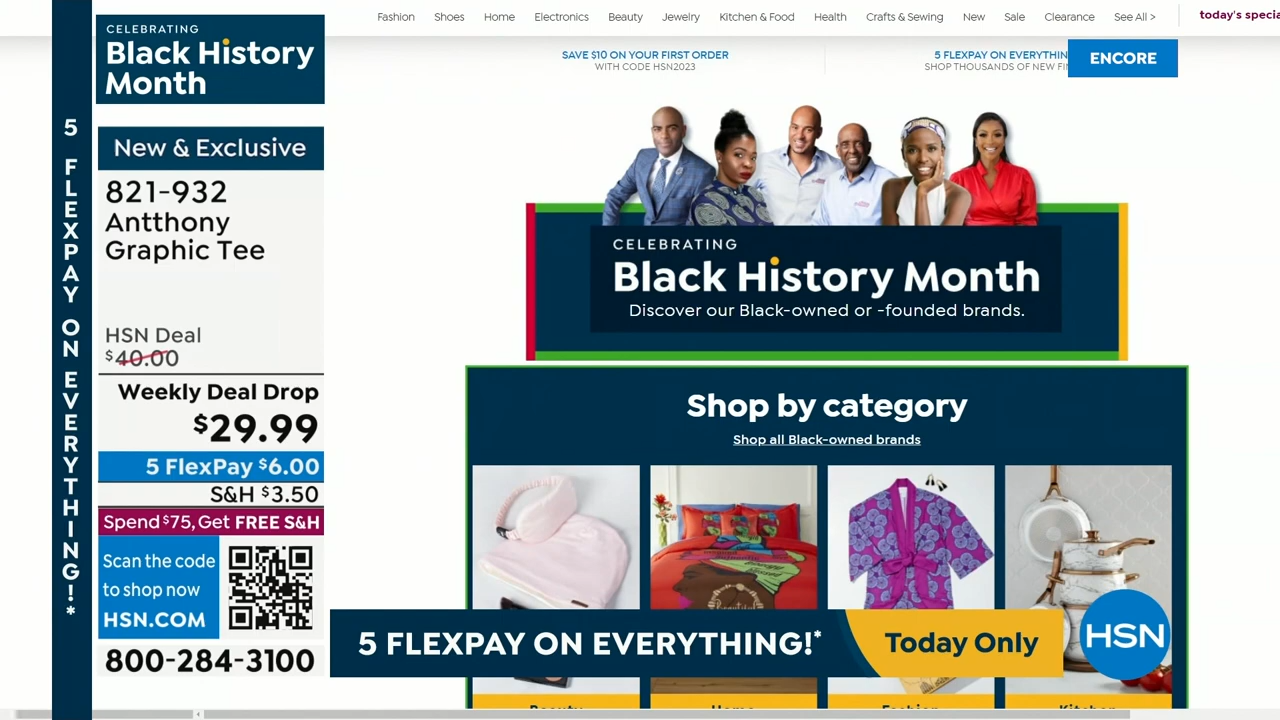 Fashion Shoes Home Electronics Beauty Jewelry Kitchen & Food Health Crafts & Sewing New Sale Clearance See All > today's specia
SAVE $10 ON YOUR FIRST ORDER
WITH CODE HSN2023
5 FLEXPAY ON EVERYTHIN
SHOP THOUSANDS OF NEW FI
ENCORE
CELEBRATING
Black History
Month
5 FLEXPAY ON EVERYTHING!*
New & Exclusive
821-932
Antthony
Graphic Tee
HSN Deal
$40.00
Weekly Deal Drop
$29.99
5 FlexPay $6.00
S&H $3.50
Spend $75, Get FREE S&H
Scan the code
to shop now
HSN.COM
800-284-3100
CELEBRATING
Black History Month
Discover our Black-owned or -founded brands.
Shop by category
Shop all Black-owned brands
5 FLEXPAY ON EVERYTHING!*
Today Only
HSN
Beauty Home Fashion Kitchen